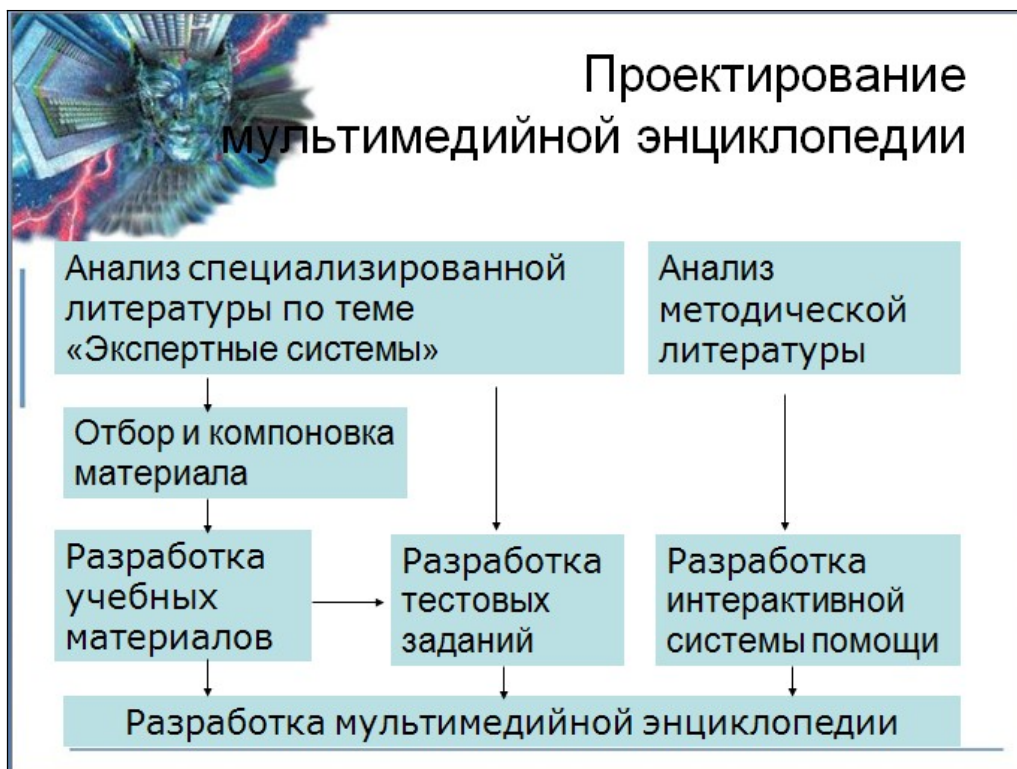 Проектирование
мультимедийной энциклопедии
Анализ специализированной
литературы по теме
«Экспертные системы»
Анализ
методической
литературы
Отбор и компоновка
материала
Разработка
учебных
материалов
Разработка
тестовых
заданий
Разработка
интерактивной
системы помощи
Разработка мультимедийной энциклопедии